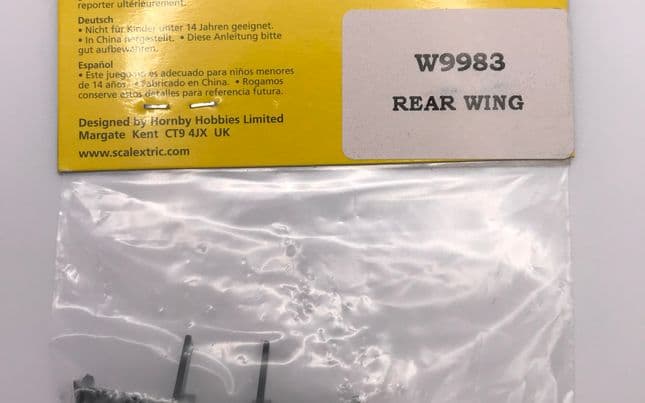 reporter ultérieurement.
Deutsch
• Nicht für Kinder unter 14 Jahren geeignet.
• In China hergestellt. • Diese Anleitung bitte
gut aufbewahren.
Español
• Este juego no es adecuado para niños menores
de 14 años. • Fabricado en China. • Rogamos
conserve estos detalles para referencia futura.
Designed by Hornby Hobbies Limited
Margate Kent CT9 4JX UK
www.scalextric.com
W9983
REAR WING